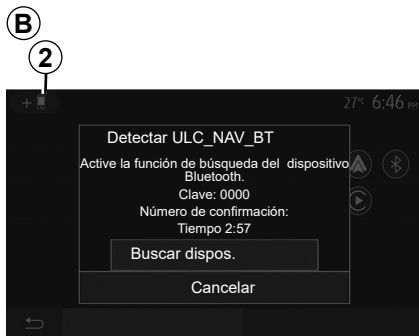 B
2
27°C 6:46 PM
Detectar ULC_NAV_BT
Active la función de búsqueda del dispositivo
Bluetooth.
Clave: 0000
Número de confirmación:
Tiempo 2:57
Buscar dispos.
Cancelar